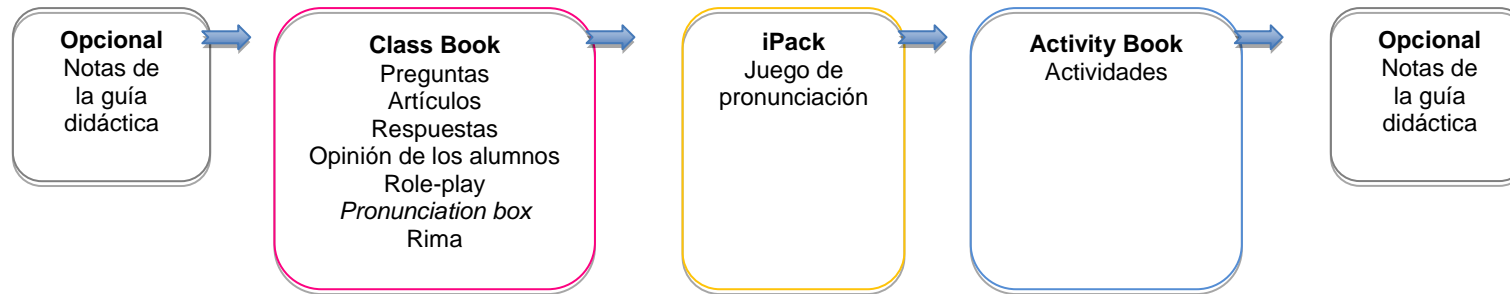 Opcional
Notas de
la guía
didáctica
Class Book
Preguntas
Artículos
Respuestas
Opinión de los alumnos
Role-play
Pronunciation box
Rima
iPack
Juego de
pronunciación
Activity Book
Actividades
Opcional
Notas de
la guía
didáctica